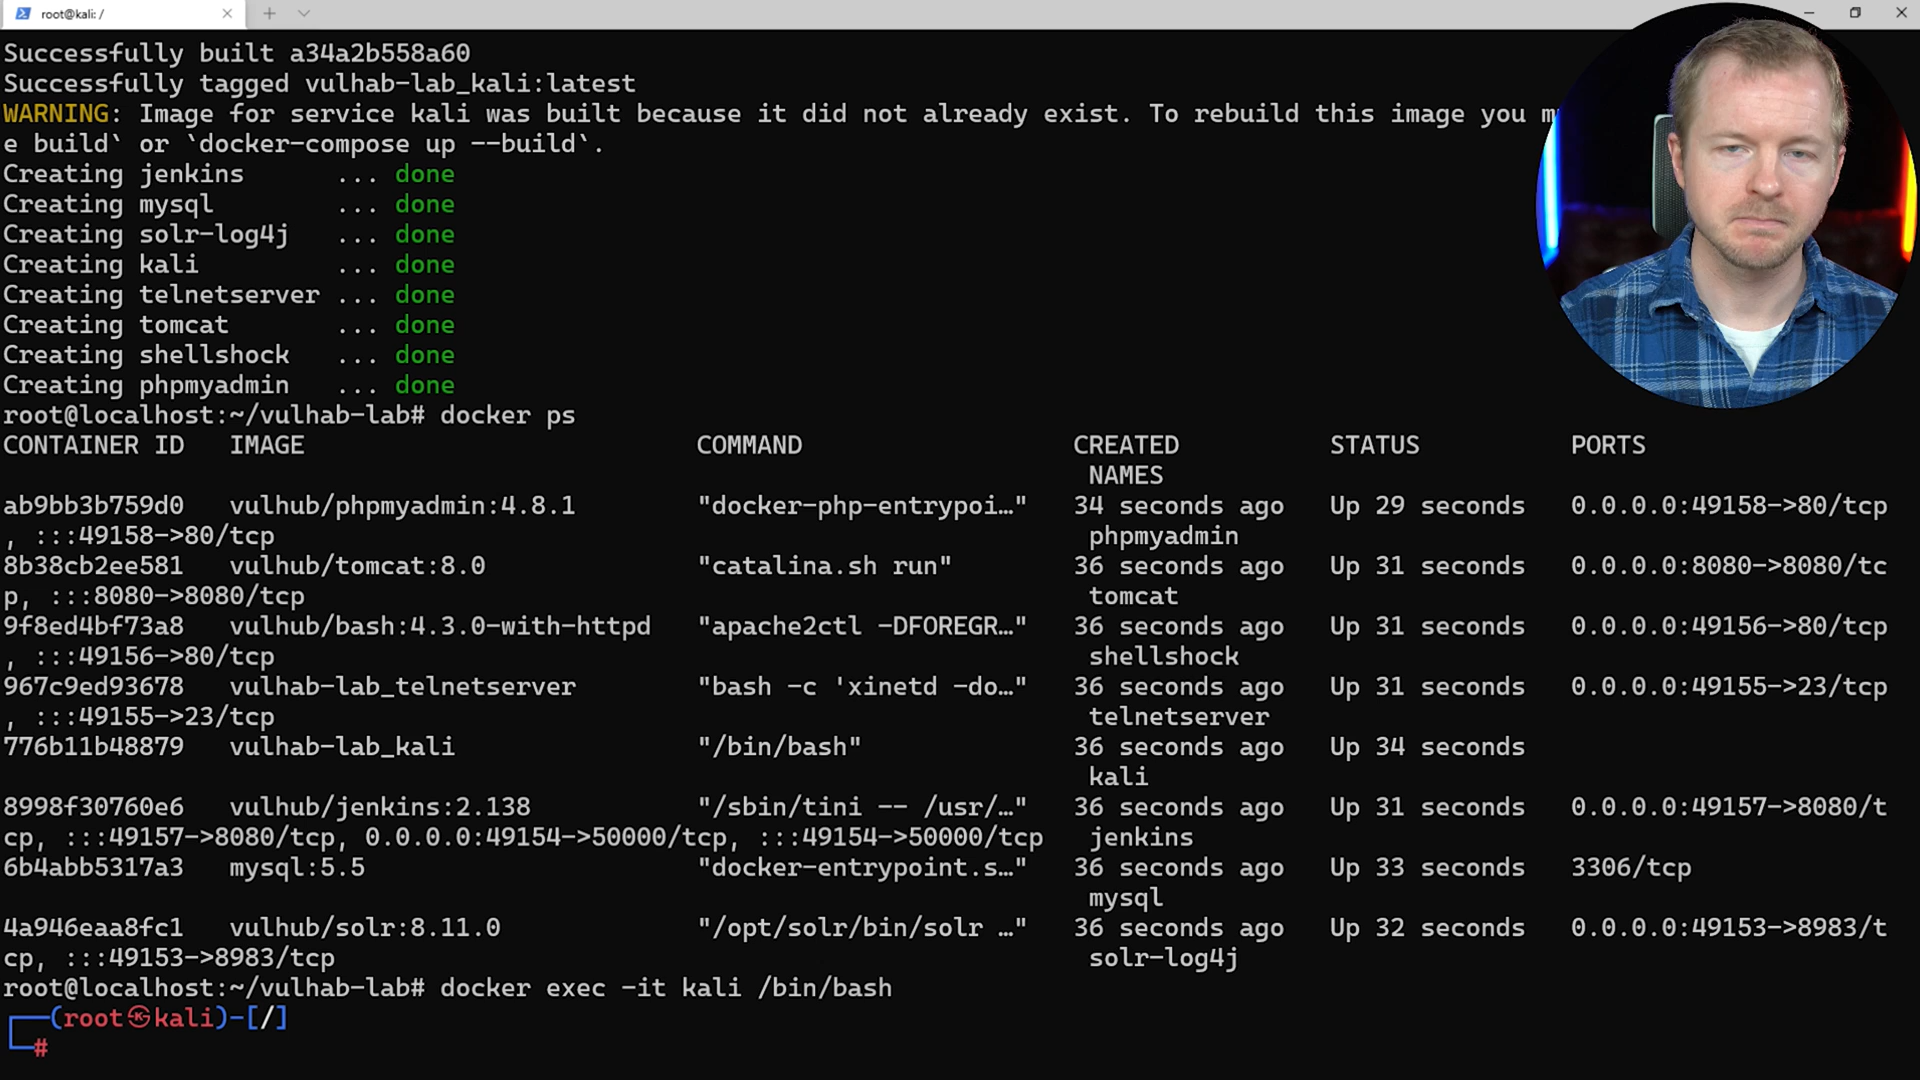 root@kali: /
Successfully built a34a2b558a60
Successfully tagged vulhab-lab_kali:latest
WARNING: Image for service kali was built because it did not already exist. To rebuild this image you m
e build` or `docker-compose up --build`.
Creating jenkins      ... done
Creating mysql        ... done
Creating solr-log4j   ... done
Creating kali         ... done
Creating telnetserver ... done
Creating tomcat       ... done
Creating shellshock   ... done
Creating phpmyadmin   ... done
root@localhost:~/vulhab-lab# docker ps
CONTAINER ID   IMAGE                          COMMAND                  CREATED          STATUS          PORTS
NAMES
ab9bb3b759d0   vulhub/phpmyadmin:4.8.1        "docker-php-entrypoi…"   34 seconds ago   Up 29 seconds   0.0.0.0:49158->80/tcp
, :::49158->80/tcp                                                      phpmyadmin
8b38cb2ee581   vulhub/tomcat:8.0              "catalina.sh run"        36 seconds ago   Up 31 seconds   0.0.0.0:8080->8080/tc
p, :::8080->8080/tcp                                                    tomcat
9f8ed4bf73a8   vulhub/bash:4.3.0-with-httpd   "apache2ctl -DFOREGR…"   36 seconds ago   Up 31 seconds   0.0.0.0:49156->80/tcp
, :::49156->80/tcp                                                      shellshock
967c9ed93678   vulhab-lab_telnetserver        "bash -c 'xinetd -do…"   36 seconds ago   Up 31 seconds   0.0.0.0:49155->23/tcp
, :::49155->23/tcp                                                      telnetserver
776b11b48879   vulhab-lab_kali                "/bin/bash"              36 seconds ago   Up 34 seconds
kali
8998f30760e6   vulhub/jenkins:2.138           "/sbin/tini -- /usr/…"   36 seconds ago   Up 31 seconds   0.0.0.0:49157->8080/t
cp, :::49157->8080/tcp, 0.0.0.0:49154->50000/tcp, :::49154->50000/tcp   jenkins
6b4abb5317a3   mysql:5.5                      "docker-entrypoint.s…"   36 seconds ago   Up 33 seconds   3306/tcp
mysql
4a946eaa8fc1   vulhub/solr:8.11.0             "/opt/solr/bin/solr …"   36 seconds ago   Up 32 seconds   0.0.0.0:49153->8983/t
cp, :::49153->8983/tcp                                                  solr-log4j
root@localhost:~/vulhab-lab# docker exec -it kali /bin/bash
┌──(root㉿kali)-[/]
└─#